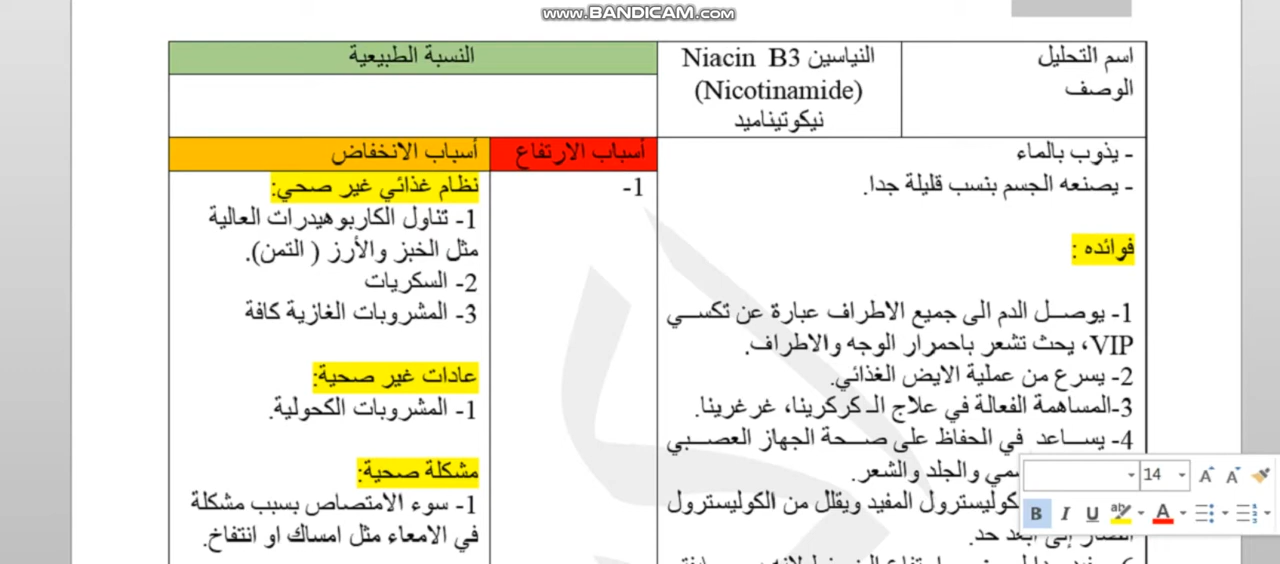 www.BANDICAM.com
اسم التحليل
الوصف
النياسين Niacin B3
(Nicotinamide)
نيكوتيناميد
النسبة الطبيعية
- يذوب بالماء
- يصنعه الجسم بنسب قليلة جدا.
فوائده :
1- يوصل الدم الى جميع الاطراف عبارة عن تكسي
VIP، يحث تشعر باحمرار الوجه والاطراف.
2- يسرع من عملية الايض الغذائي.
3-المساهمة الفعالة في علاج الـ كركرينا، غرغرينا.
4- يساعد في الحفاظ على صحة الجهاز العصبي
والجلد والشعر.
كوليسترول المفيد ويقلل من الكوليسترول
إلى ابعد حد.
أسباب الارتفاع
1-
أسباب الانخفاض
نظام غذائي غير صحي:
1- تناول الكاربوهيدرات العالية
مثل الخبز والأرز ( التمن).
2- السكريات
3- المشروبات الغازية كافة
عادات غير صحية:
1- المشروبات الكحولية.
مشكلة صحية:
1- سوء الامتصاص بسبب مشكلة
في الامعاء مثل امساك او انتفاخ.
14
B I U